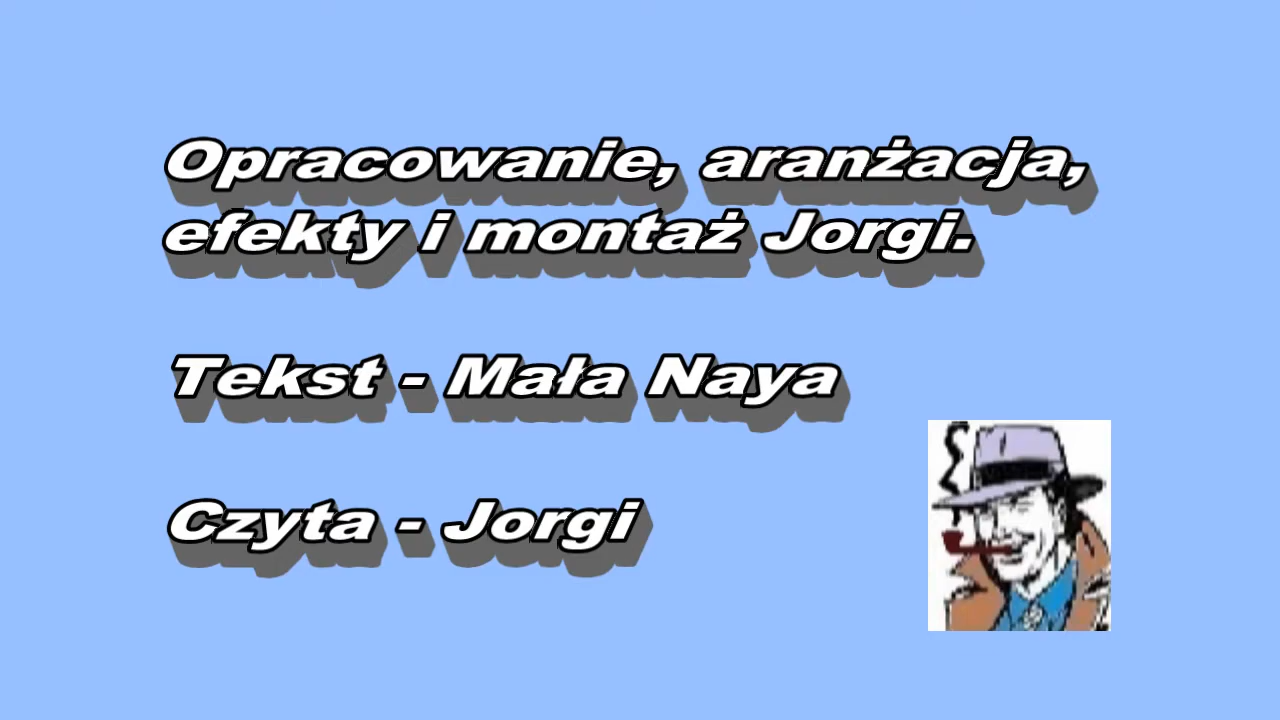 Opracowanie, aranżacja,
efekty i montaż Jorgi.
Tekst - Mała Naya
Czyta - Jorgi